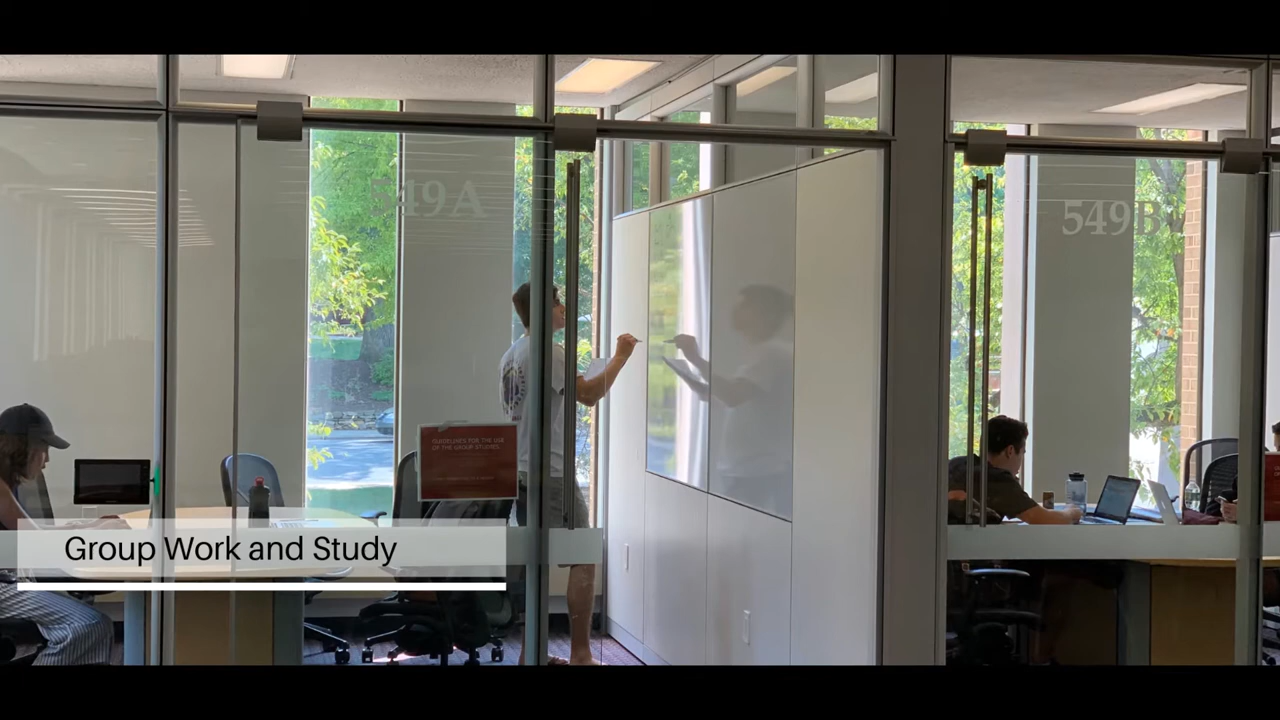 549A
549B
GUIDELINES FOR THE USE
OF THE GROUP STUDIES
Group Work and Study